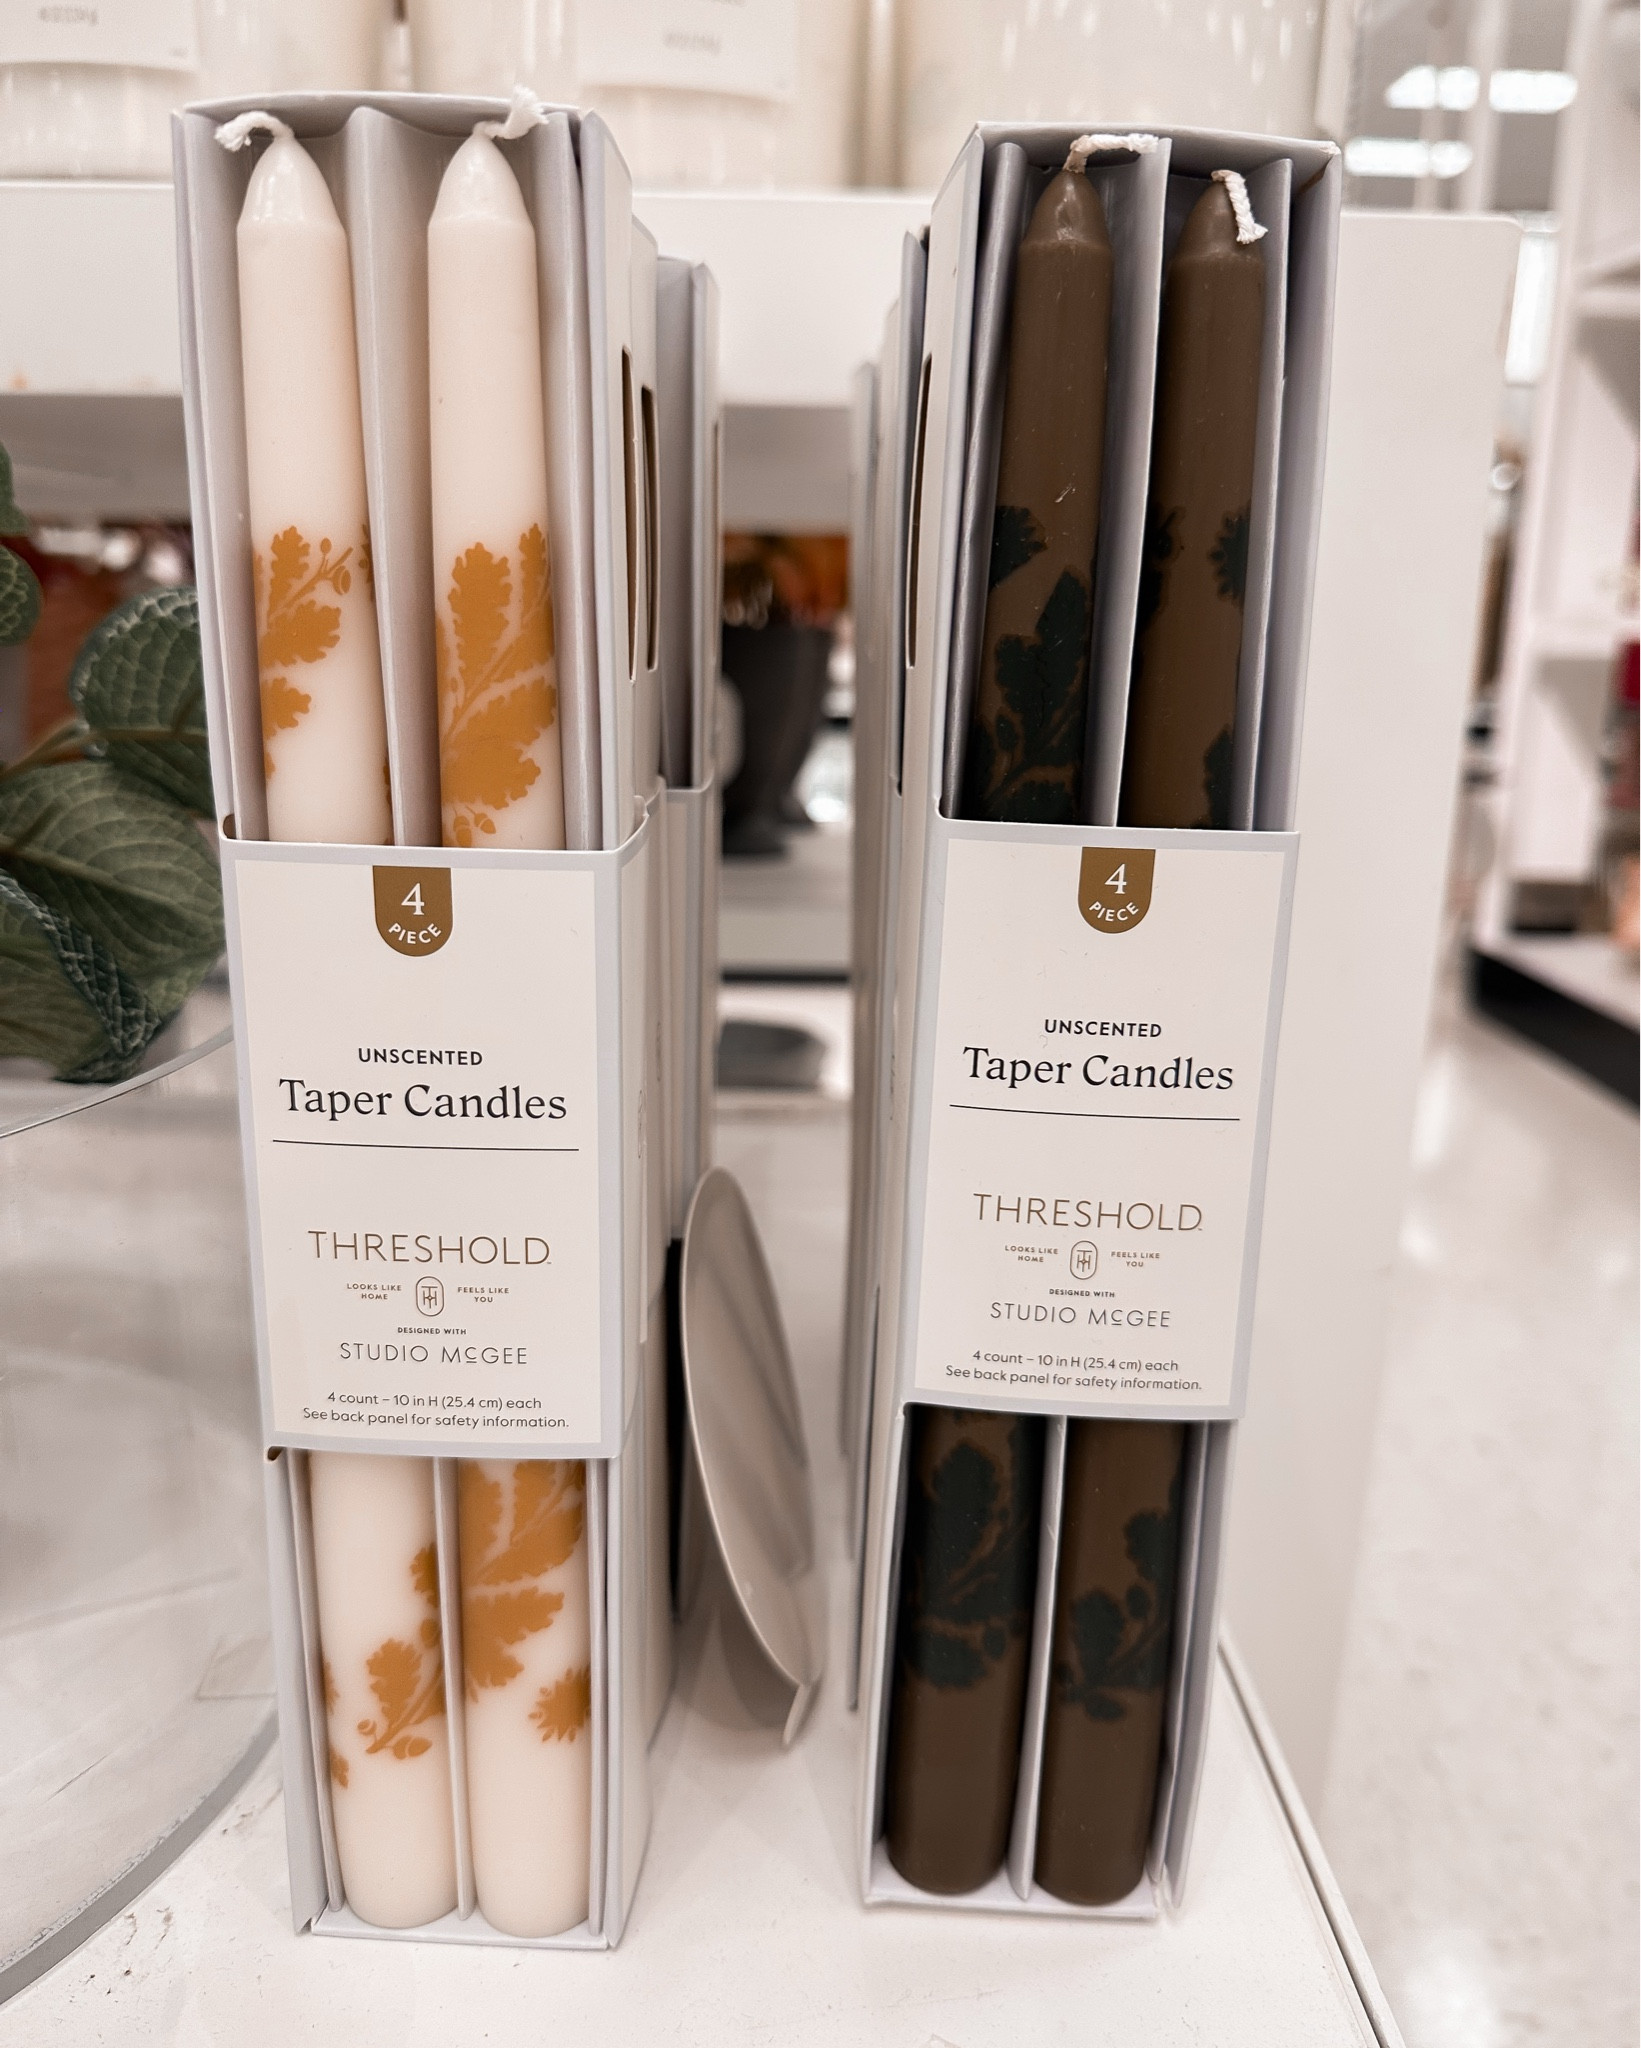 4
PIECE
UNSCENTED
Taper Candles
THRESHOLD™
LOOKS LIKE HOME
FEELS LIKE YOU
DESIGNED WITH
STUDIO McGEE
4 count – 10 in H (25.4 cm) each
See back panel for safety information.
4
PIECE
UNSCENTED
Taper Candles
THRESHOLD™
LOOKS LIKE HOME
FEELS LIKE YOU
DESIGNED WITH
STUDIO McGEE
4 count – 10 in H (25.4 cm) each
See back panel for safety information.